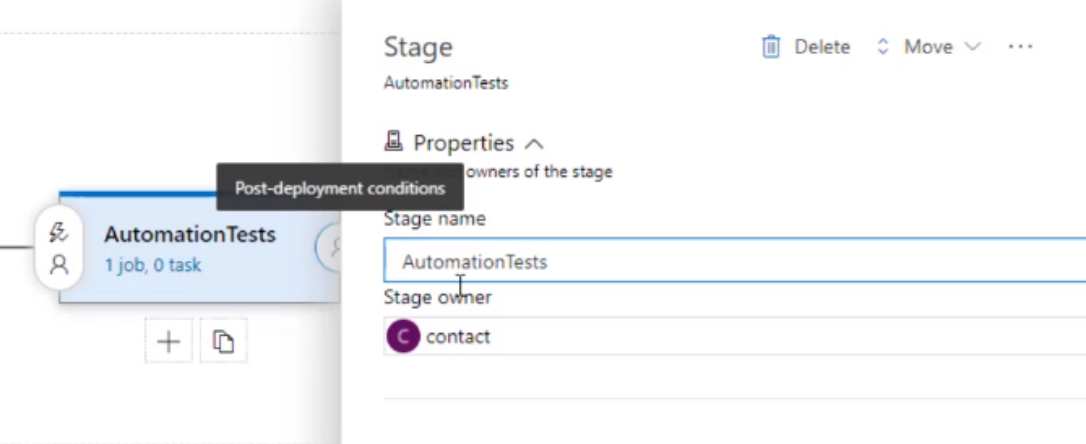 Stage
Delete
Move
AutomationTests
Properties
owners of the stage
Post-deployment conditions
Stage name
AutomationTests
1 job, 0 task
AutomationTests
Stage owner
C
contact